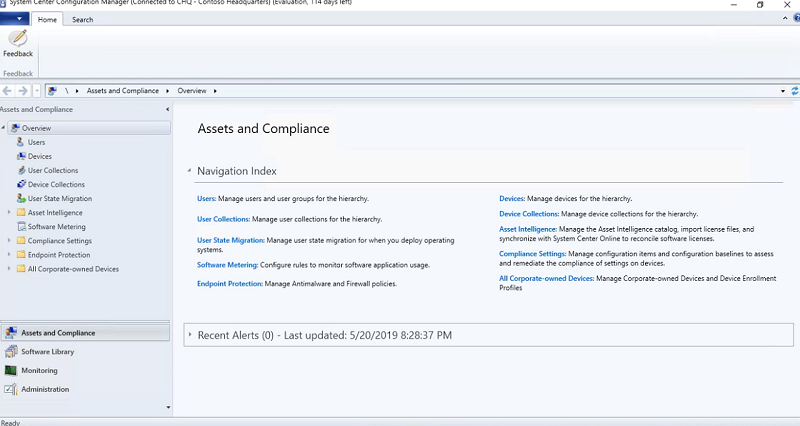 System Center Configuration Manager (Connected to CHQ - Contoso Headquarters) (Evaluation, 114 days left)
Home Search
Feedback
Feedback
\ Assets and Compliance Overview
Assets and Compliance
Overview
Users
Devices
User Collections
Device Collections
User State Migration
Asset Intelligence
Software Metering
Compliance Settings
Endpoint Protection
All Corporate-owned Devices
Assets and Compliance
Software Library
Monitoring
Administration
Assets and Compliance
Navigation Index
Users: Manage users and user groups for the hierarchy.
User Collections: Manage user collections for the hierarchy.
User State Migration: Manage user state migration for when you deploy operating
systems.
Software Metering: Configure rules to monitor software application usage.
Endpoint Protection: Manage Antimalware and Firewall policies.
Devices: Manage devices for the hierarchy.
Device Collections: Manage device collections for the hierarchy.
Asset Intelligence: Manage the Asset Intelligence catalog, import license files, and
synchronize with System Center Online to reconcile software licenses.
Compliance Settings: Manage configuration items and configuration baselines to assess
and remediate the compliance of settings on devices.
All Corporate-owned Devices: Manage Corporate-owned Devices and Device Enrollment
Profiles
Recent Alerts (0) - Last updated: 5/20/2019 8:28:37 PM
Ready